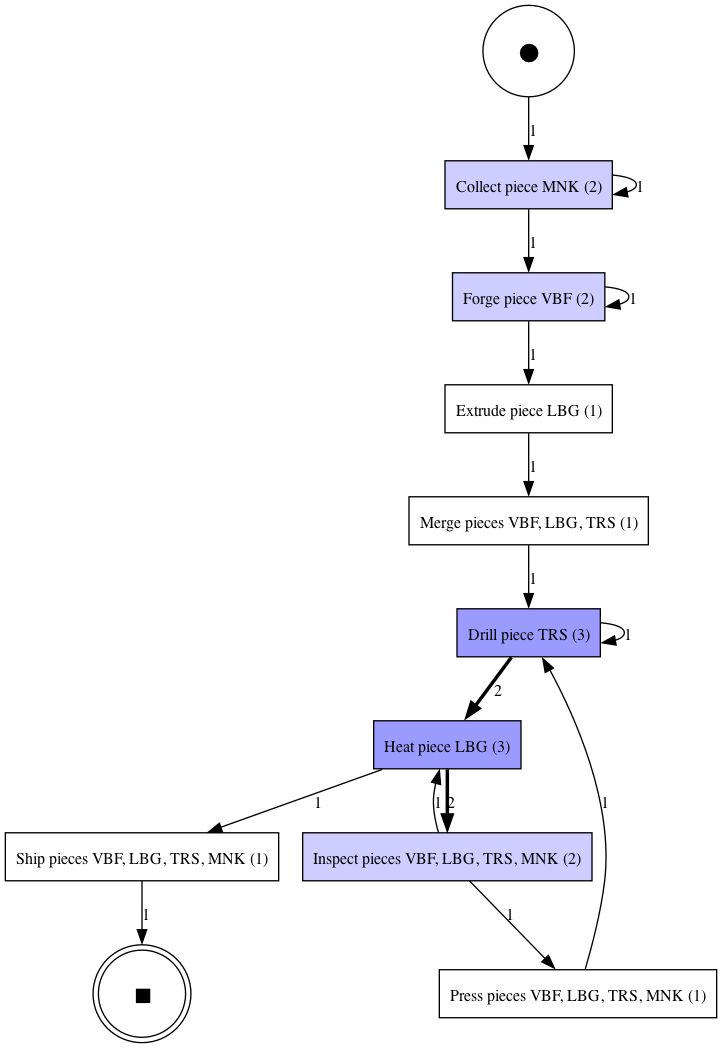 1
Collect piece MNK (2)
1
1
Forge piece VBF (2)
1
1
Extrude piece LBG (1)
1
Merge pieces VBF, LBG, TRS (1)
1
Drill piece TRS (3)
1
2
Heat piece LBG (3)
1
1
2
1
Ship pieces VBF, LBG, TRS, MNK (1)
Inspect pieces VBF, LBG, TRS, MNK (2)
1
1
Press pieces VBF, LBG, TRS, MNK (1)